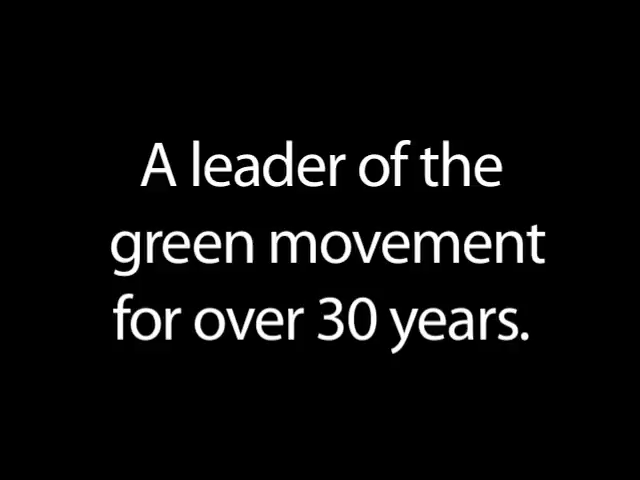 A leader of the
green movement
for over 30 years.